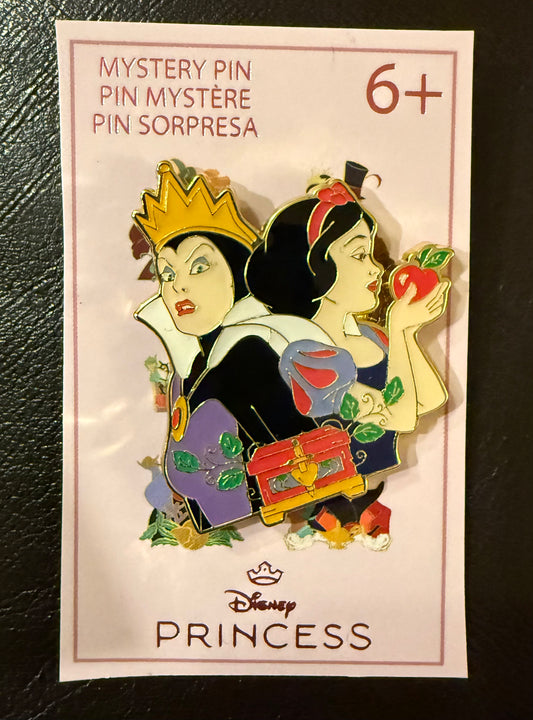 MYSTERY PIN
PIN MYSTÈRE
PIN SORPRESA
6+
Disney
PRINCESS